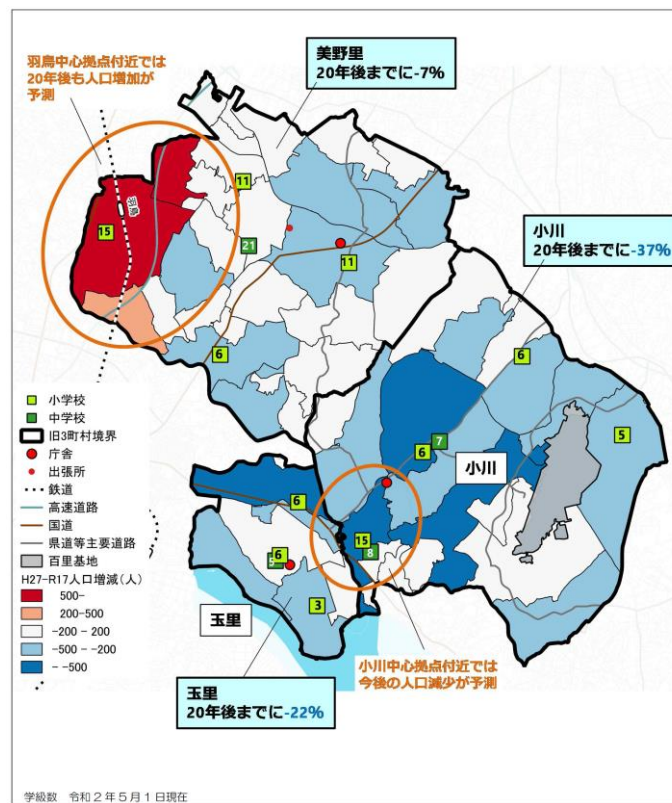 羽鳥中心拠点付近では
20年後も人口増加が
予測
美野里
20年後までに-7%
羽鳥
15
11
21
11
小川
20年後までに-37%
6
6
5
7
6
小川
6
15
8
6
5
3
玉里
小学校
中学校
旧3町村境界
庁舎
出張所
鉄道
高速道路
国道
県道等主要道路
百里基地
H27-R17人口増減(人)
500-
200-500
-200 - 200
-500 - -200
- -500
玉里
20年後までに-22%
小川中心拠点付近では
今後の人口減少が予測
学級数 令和2年5月1日現在